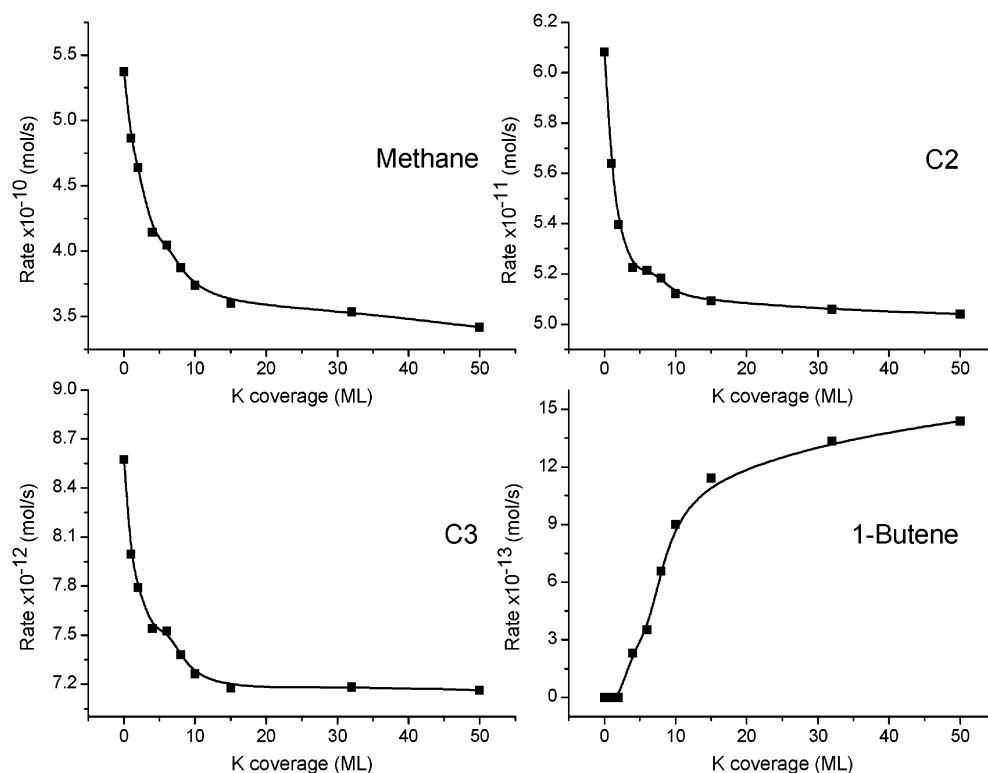 5.5
5.0
4.5
4.0
3.5
Rate x10⁻¹⁰ (mol/s)
Methane
0 10 20 30 40 50
K coverage (ML)
6.2
6.0
5.8
5.6
5.4
5.2
5.0
Rate x10⁻¹¹ (mol/s)
C2
0 10 20 30 40 50
K coverage (ML)
9.0
8.7
8.4
8.1
7.8
7.5
7.2
Rate x10⁻¹² (mol/s)
C3
0 10 20 30 40 50
K coverage (ML)
15
12
9
6
3
0
Rate x10⁻¹³ (mol/s)
1-Butene
0 10 20 30 40 50
K coverage (ML)